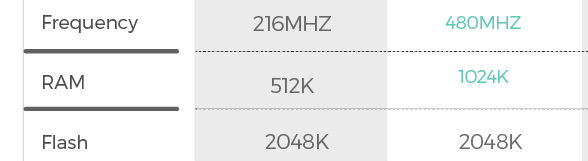 Frequency 216MHZ 480MHZ
RAM 512K 1024K
Flash 2048K 2048K